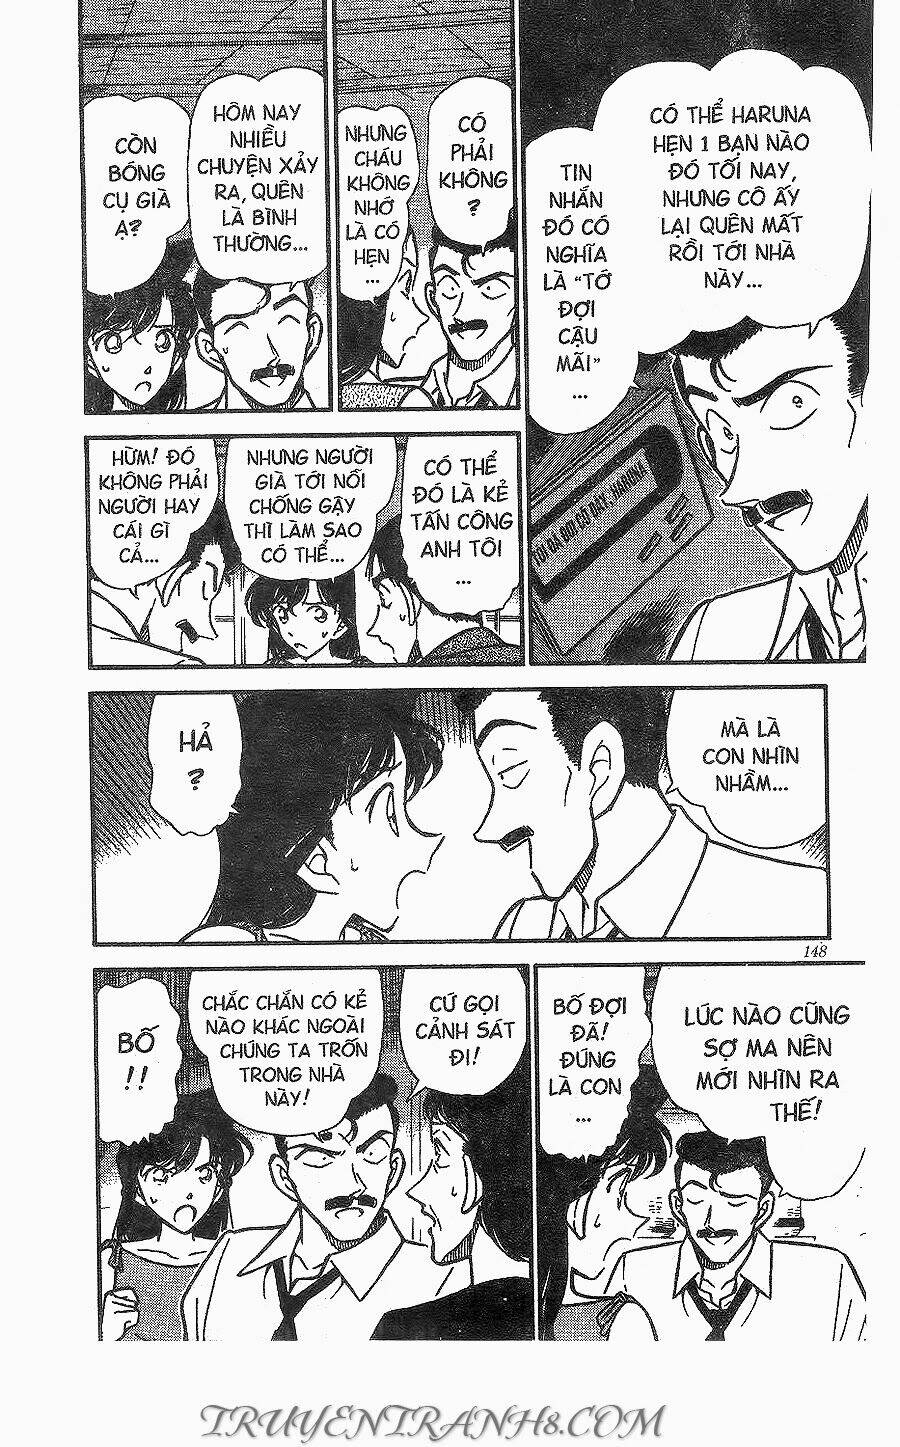 CÓ THỂ HARUNA
HẸN 1 BẠN NÀO
ĐÓ TỐI NAY,
NHƯNG CÔ ẤY
LẠI QUÊN MẤT
RỒI TỚI NHÀ
NÀY...
TIN
NHẮN
ĐÓ CÓ
NGHĨA
LÀ "TỚ
ĐỢI
CẬU
MÃI"
...
CÓ
PHẢI
KHÔNG
?
NHƯNG
CHÁU
KHÔNG
NHỚ
LÀ CÓ
HẸN
...
HÔM NAY
NHIỀU
CHUYỆN XẢY
RA, QUÊN
LÀ BÌNH
THƯỜNG...
CÒN
BÓNG
CỤ GIÀ
Ạ?
CÓ THỂ
ĐÓ LÀ KẺ
TẤN CÔNG
ANH TÔI
...
NHƯNG NGƯỜI
GIÀ TỚI NỖI
CHỐNG GẬY
THÌ LÀM SAO
CÓ THỂ...
HỪM! ĐÓ
KHÔNG PHẢI
NGƯỜI HAY
CÁI GÌ
CẢ...
MÀ LÀ
CON NHÌN
NHẦM...
HẢ
?
148
LÚC NÀO CŨNG
SỢ MA NÊN
MỚI NHÌN RA
THẾ!
BỐ ĐỢI
ĐÃ!
ĐÚNG
LÀ CON
...
CỨ GỌI
CẢNH SÁT
ĐI!
CHẮC CHẮN CÓ KẺ
NÀO KHÁC NGOÀI
CHÚNG TA TRỐN
TRONG NHÀ
NÀY!
BỐ
!!
TRUYENTRANH8.COM